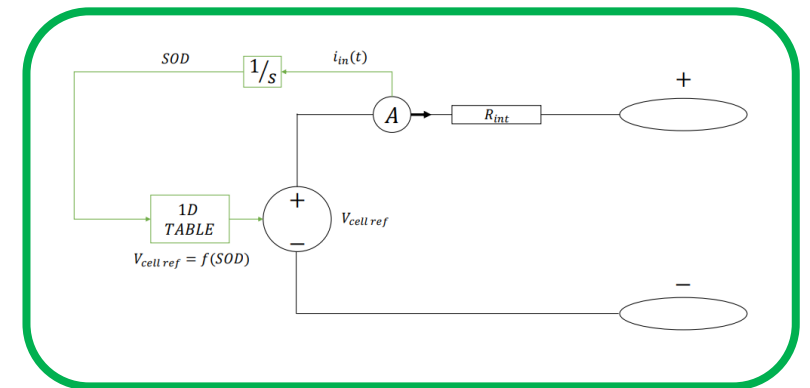 SOD
1/s
i_in(t)
+
A
R_int
1D
TABLE
+
−
V_cell ref
V_cell ref = f(SOD)
−